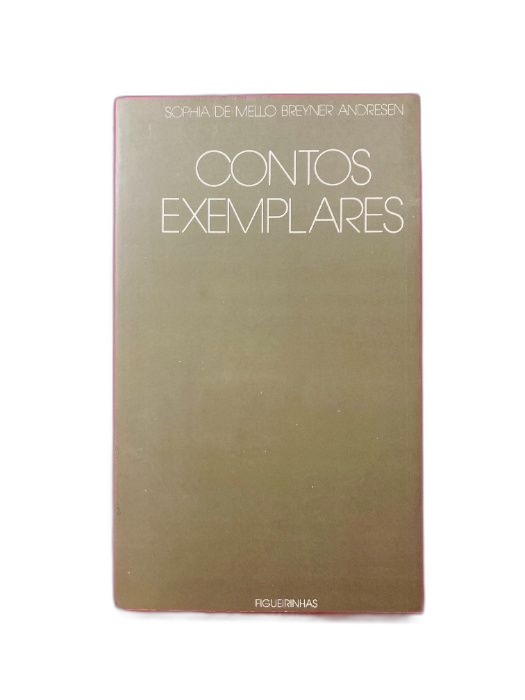 SOPHIA DE MELLO BREYNER ANDRESEN
CONTOS
EXEMPLARES
FIGUEIRINHAS